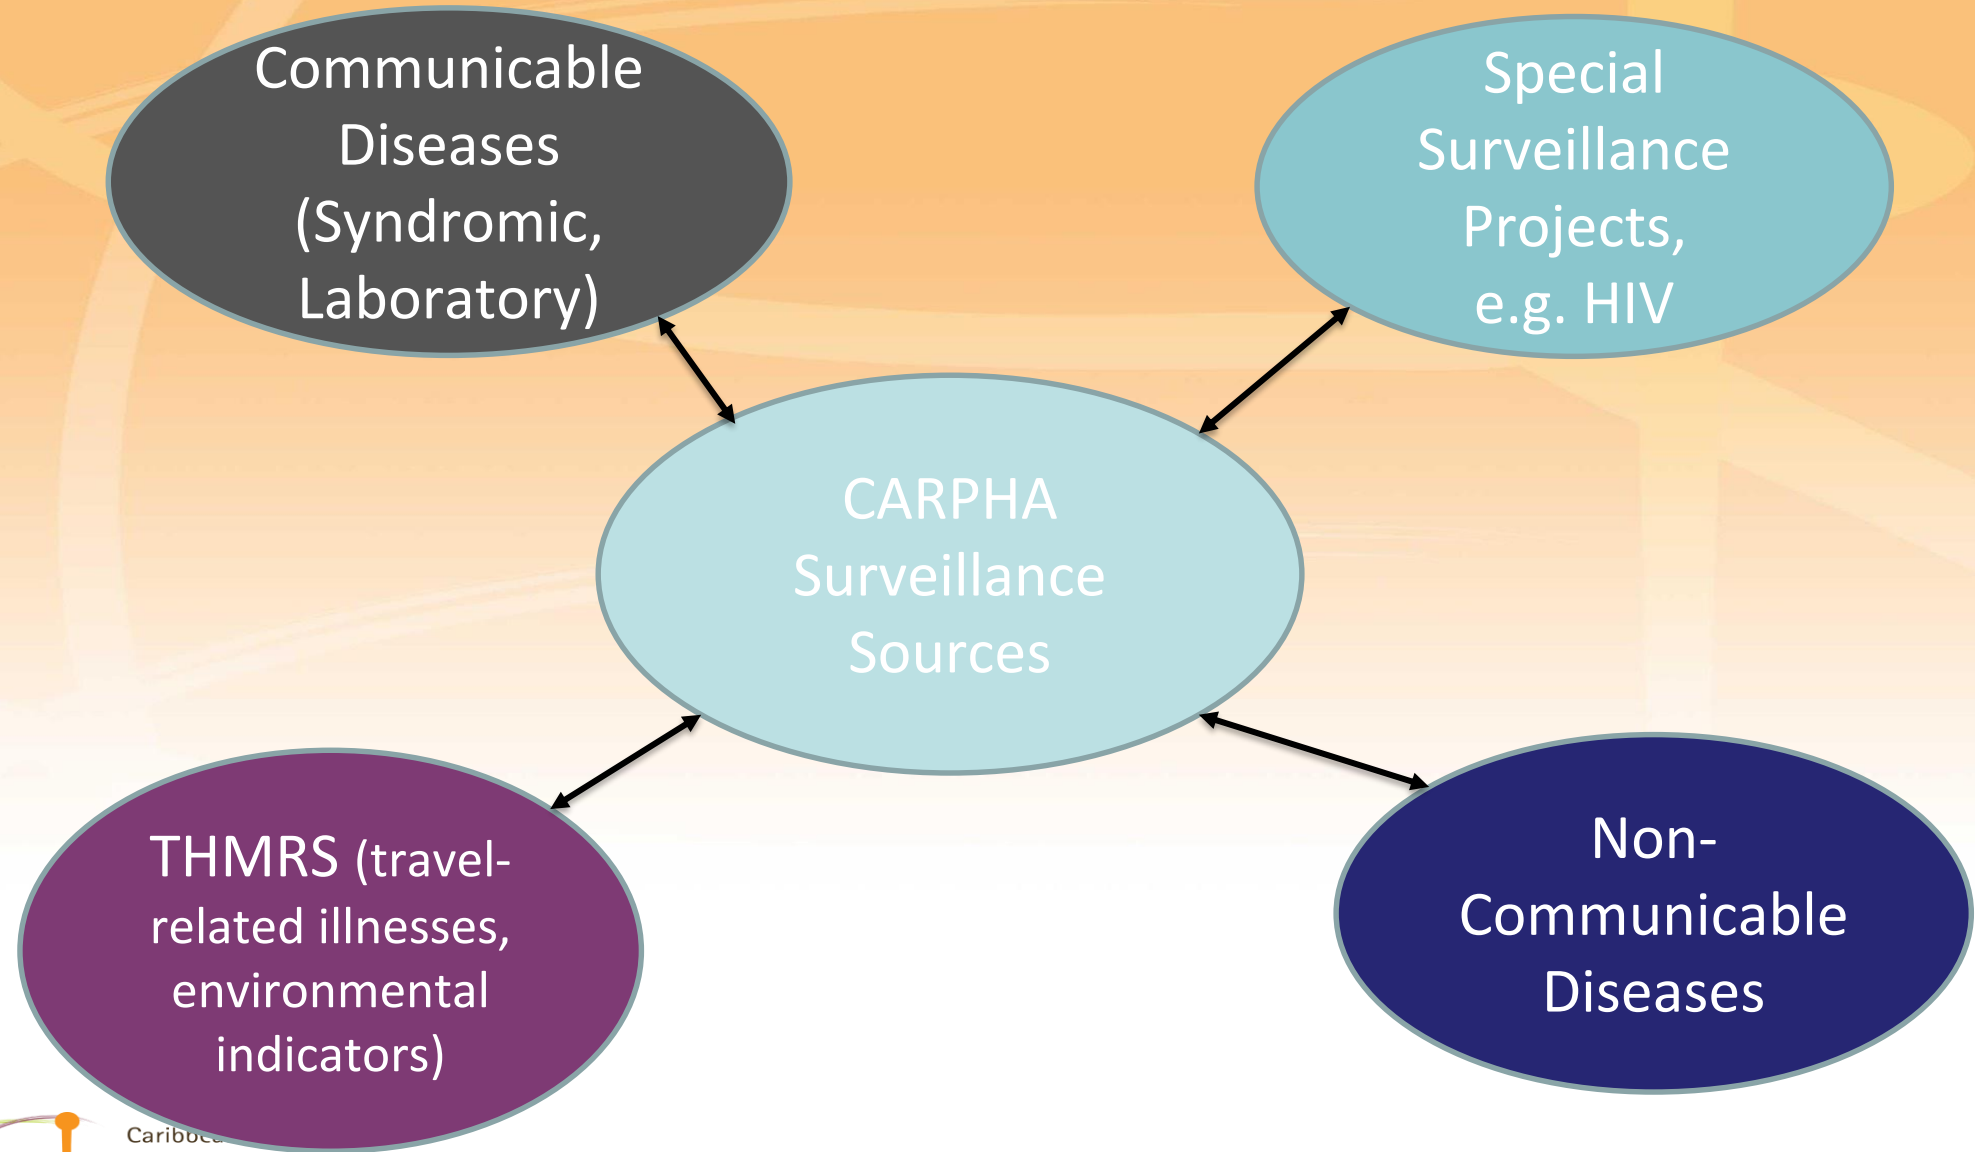 Communicable
Diseases
(Syndromic,
Laboratory)
Special
Surveillance
Projects,
e.g. HIV
CARPHA
Surveillance
Sources
THMRS (travel-
related illnesses,
environmental
indicators)
Non-
Communicable
Diseases